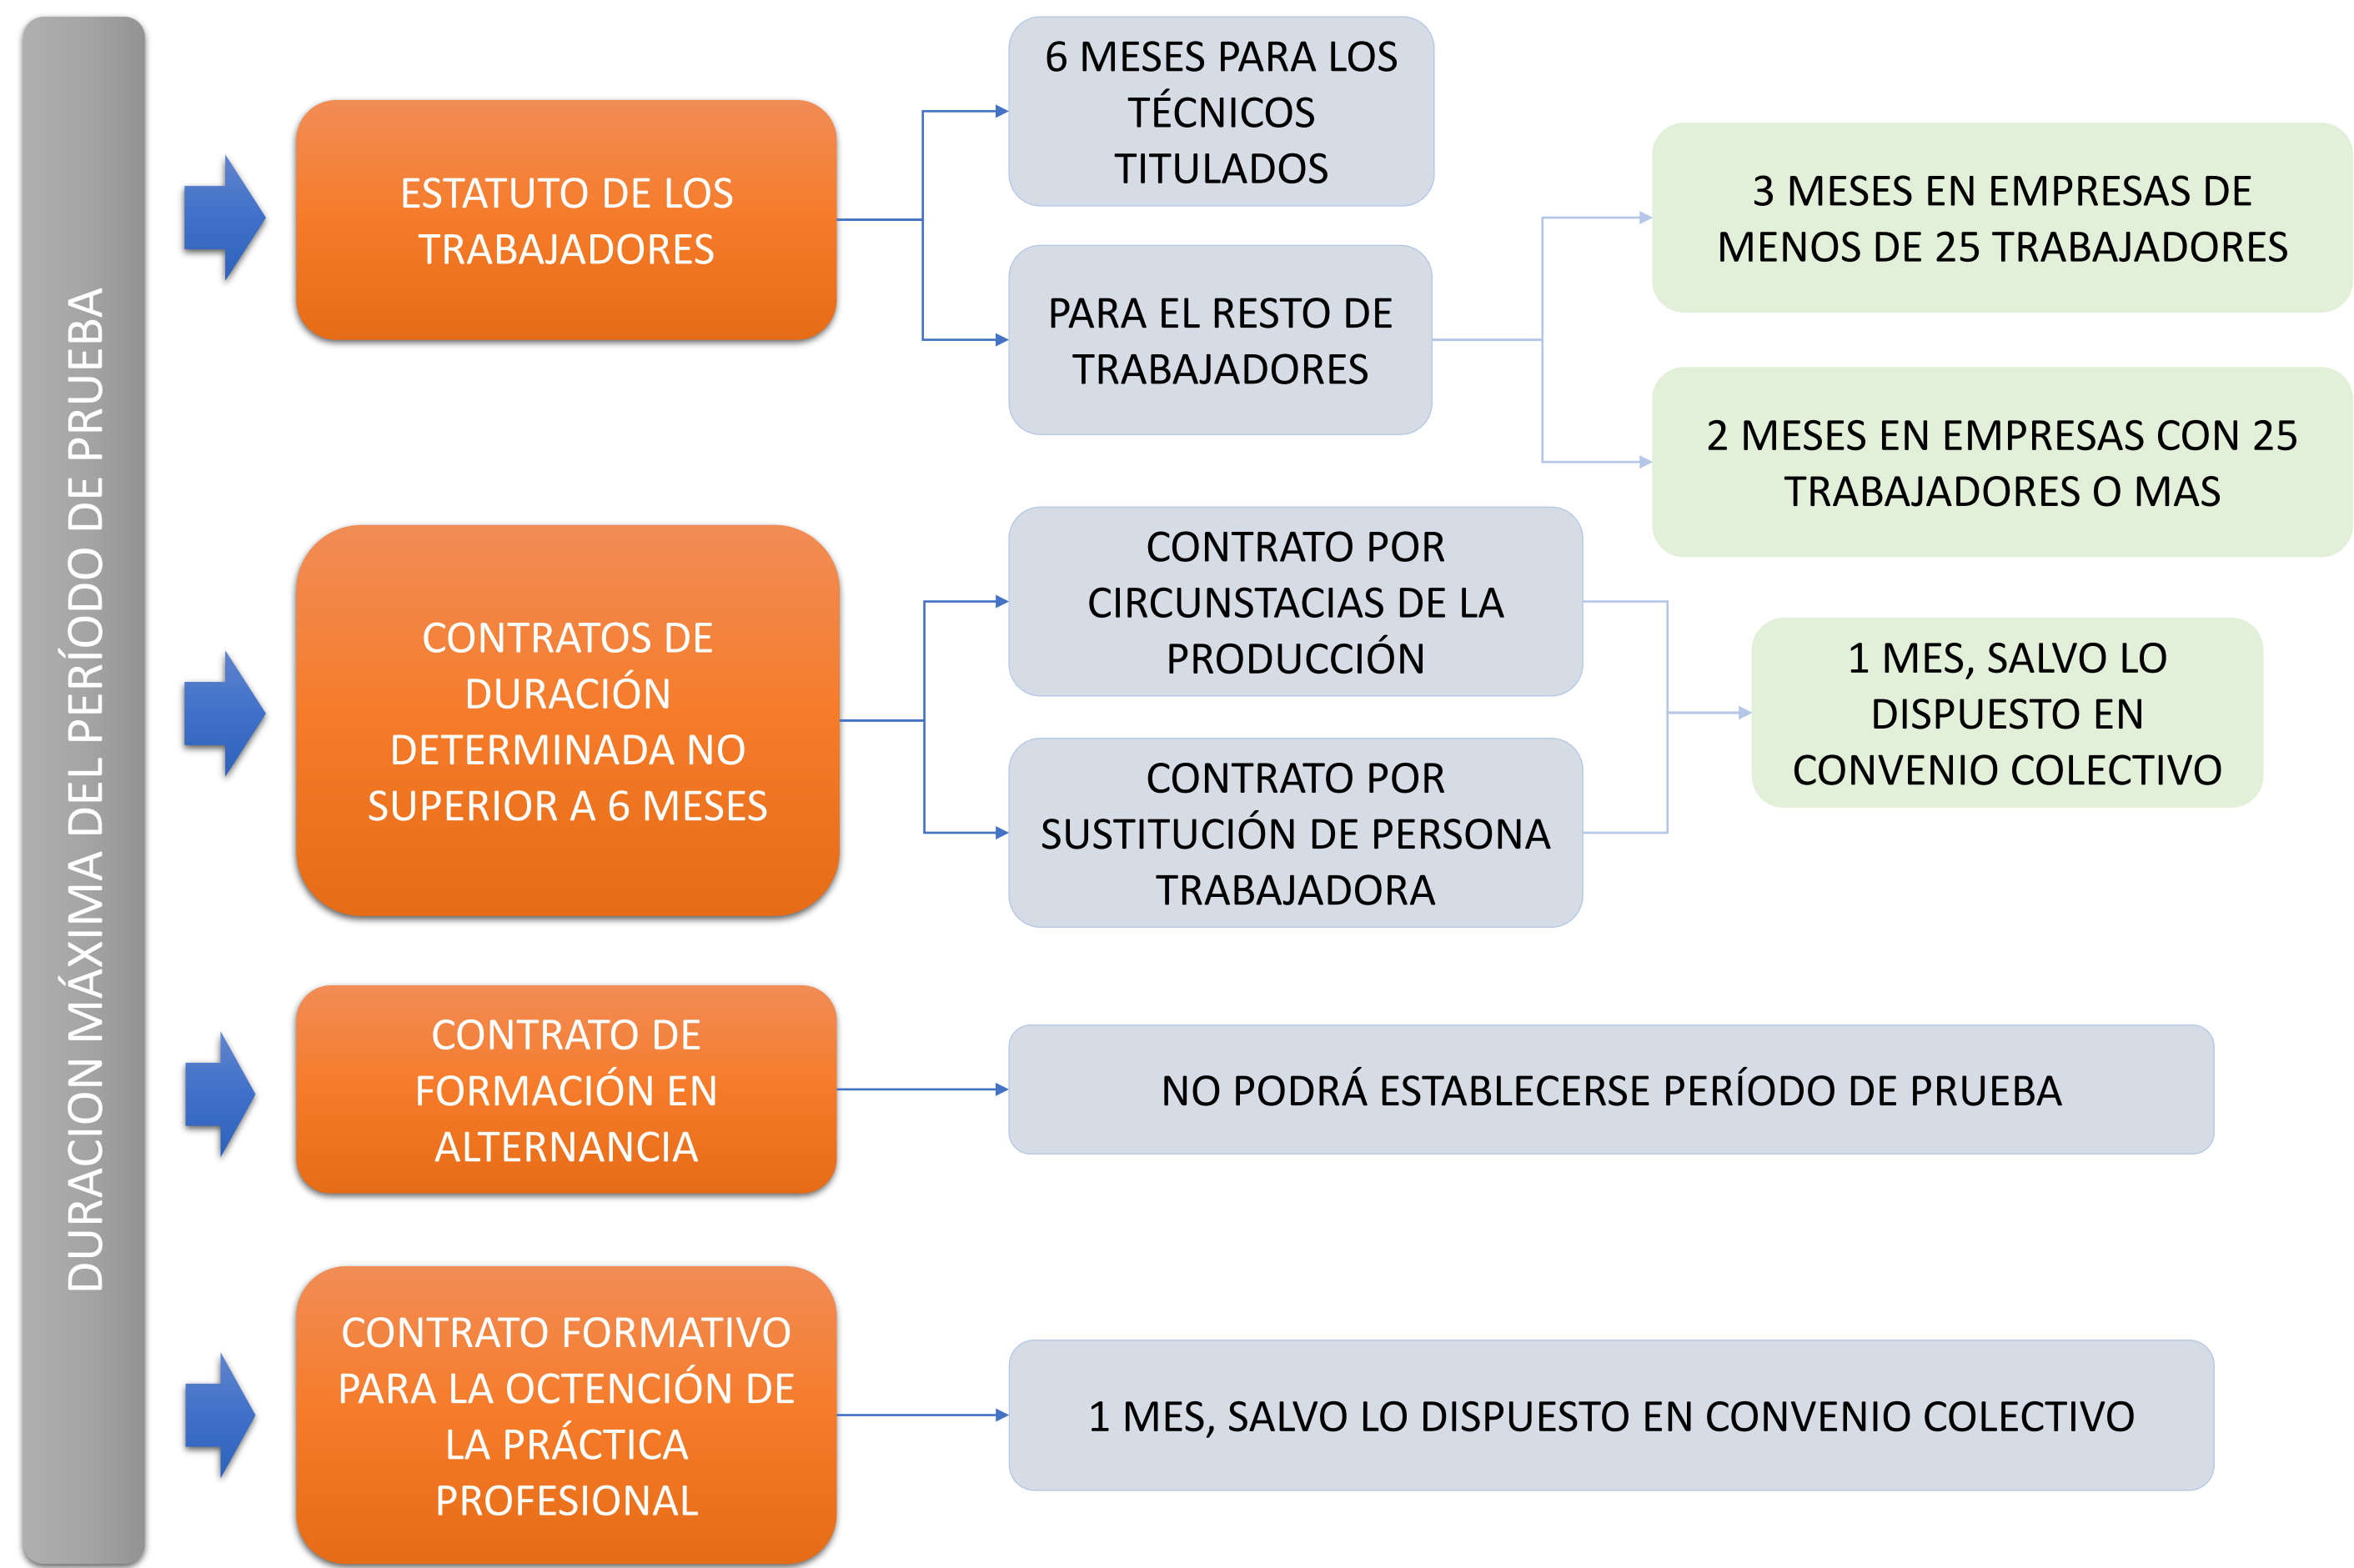 DURACION MÁXIMA DEL PERÍODO DE PRUEBA
ESTATUTO DE LOS
TRABAJADORES
6 MESES PARA LOS
TÉCNICOS
TITULADOS
PARA EL RESTO DE
TRABAJADORES
3 MESES EN EMPRESAS DE
MENOS DE 25 TRABAJADORES
2 MESES EN EMPRESAS CON 25
TRABAJADORES O MAS
CONTRATOS DE
DURACIÓN
DETERMINADA NO
SUPERIOR A 6 MESES
CONTRATO POR
CIRCUNSTACIAS DE LA
PRODUCCIÓN
CONTRATO POR
SUSTITUCIÓN DE PERSONA
TRABAJADORA
1 MES, SALVO LO
DISPUESTO EN
CONVENIO COLECTIVO
CONTRATO DE
FORMACIÓN EN
ALTERNANCIA
NO PODRÁ ESTABLECERSE PERÍODO DE PRUEBA
CONTRATO FORMATIVO
PARA LA OCTENCIÓN DE
LA PRÁCTICA
PROFESIONAL
1 MES, SALVO LO DISPUESTO EN CONVENIO COLECTIVO